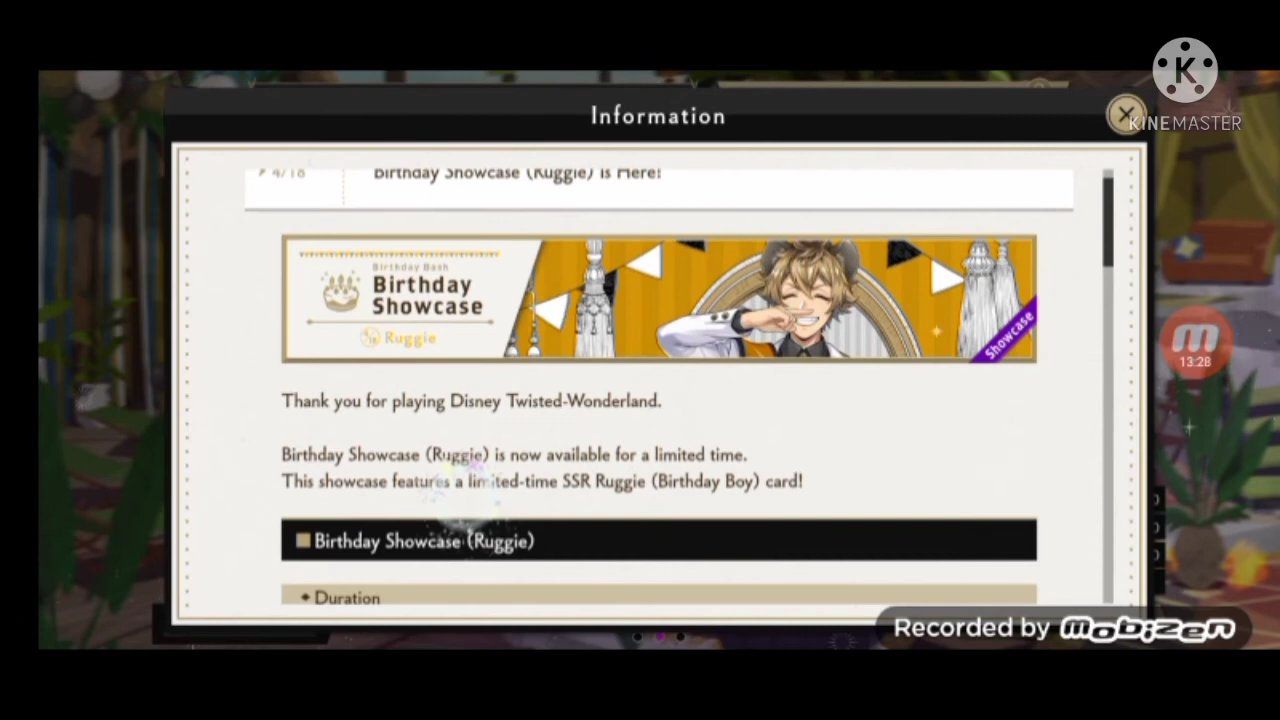 Information
KINEMASTER
4/18
Birthday Showcase (Ruggie) is Here!
Birthday Bash
Birthday
Showcase
Ruggie
Showcase
13:28
Thank you for playing Disney Twisted-Wonderland.
Birthday Showcase (Ruggie) is now available for a limited time.
This showcase features a limited-time SSR Ruggie (Birthday Boy) card!
Birthday Showcase (Ruggie)
Duration
Recorded by mobizen